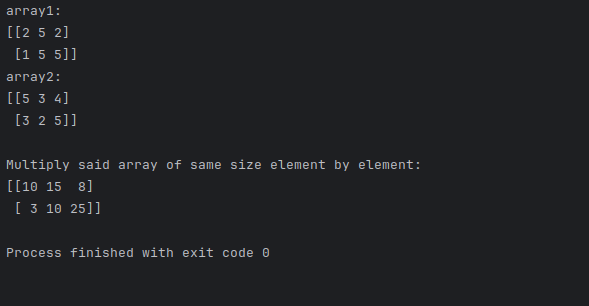 array1:
[[2 5 2]
 [1 5 5]]
array2:
[[5 3 4]
 [3 2 5]]
Multiply said array of same size element by element:
[[10 15  8]
 [ 3 10 25]]
Process finished with exit code 0